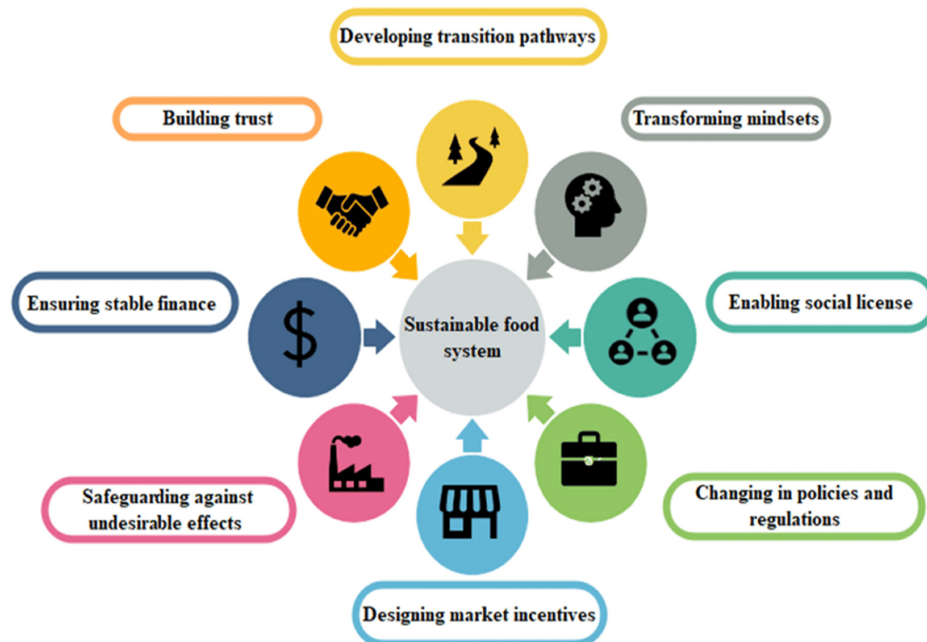 Developing transition pathways
Building trust
Transforming mindsets
Ensuring stable finance
Sustainable food
system
Enabling social license
Safeguarding against
undesirable effects
Changing in policies and
regulations
Designing market incentives